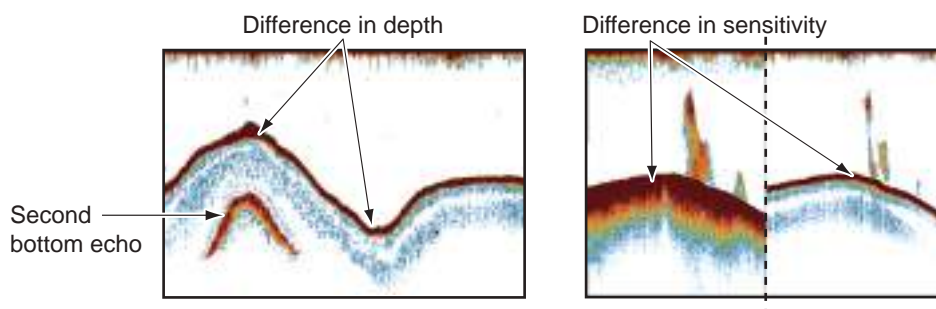 Difference in depth
Difference in sensitivity
Second
bottom echo